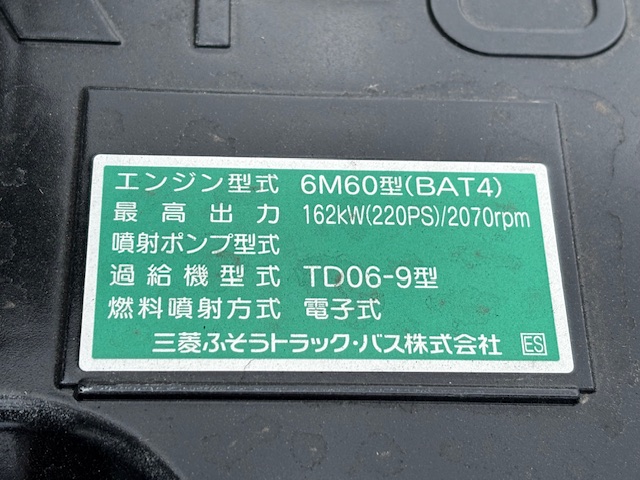 エンジン型式 6M60型(BAT4)
最高出力 162kW(220PS)/2070rpm
噴射ポンプ型式
過給機型式 TD06-9型
燃料噴射方式 電子式
三菱ふそうトラック・バス株式会社 ES